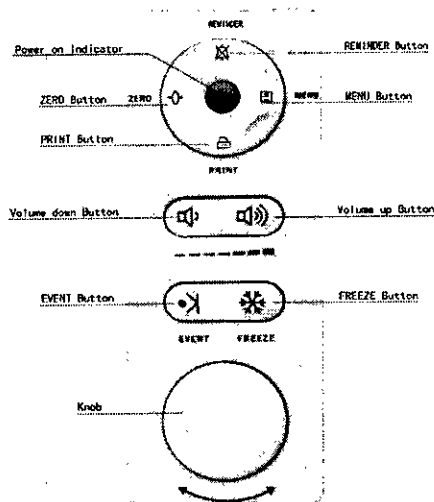 REMINDER
Power on indicator
REMINDER Button
ZERO Button
ZERO
MENU
MENU Button
PRINT Button
PRINT
Volume down Button
Volume up Button
EVENT Button
FREEZE Button
EVENT FREEZE
Knob